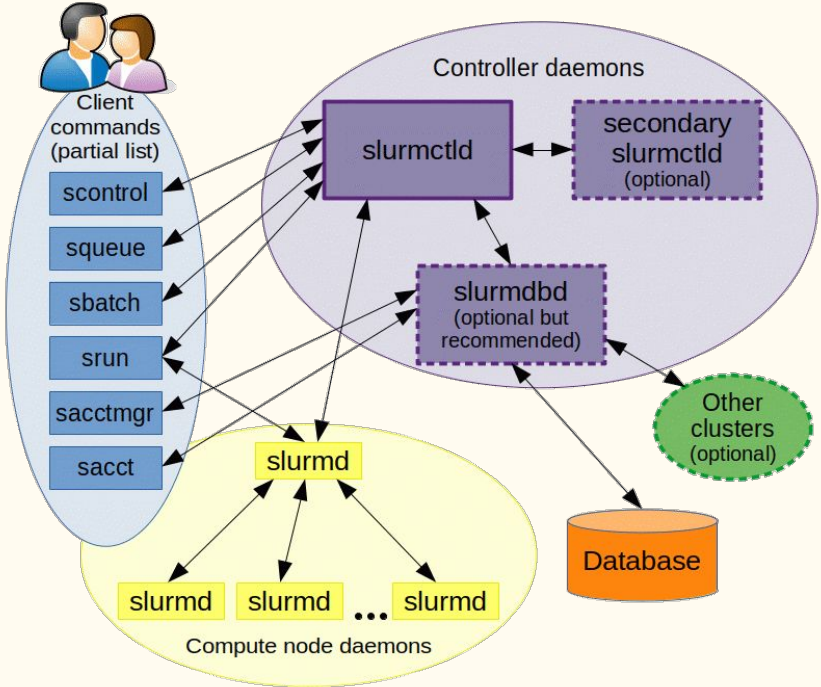 Client
commands
(partial list)
scontrol
squeue
sbatch
srun
sacctmgr
sacct
Controller daemons
slurmctld
secondary
slurmctld
(optional)
slurmdbd
(optional but
recommended)
Other
clusters
(optional)
Database
slurmd
slurmd
slurmd
...
slurmd
Compute node daemons